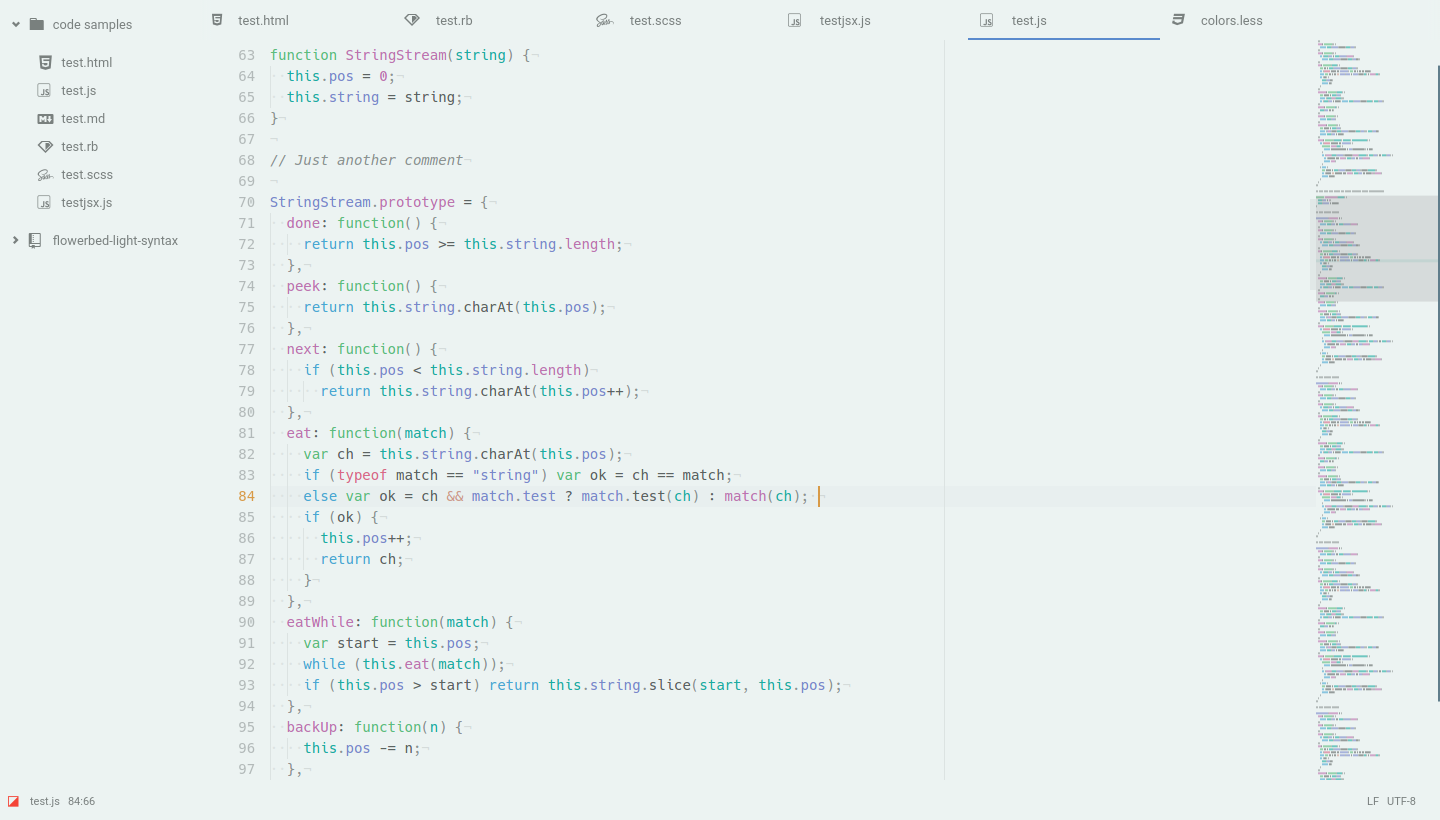 code samples
test.html
test.js
test.md
test.rb
test.scss
testjsx.js
flowerbed-light-syntax
test.html test.rb test.scss testjsx.js test.js colors.less
63 function StringStream(string) {¬
64 ··this.pos = 0;¬
65 ··this.string = string;¬
66 }¬
67 ¬
68 // Just another comment¬
69 ¬
70 StringStream.prototype = {¬
71 ··done: function() {¬
72 ····return this.pos >= this.string.length;¬
73 ··},¬
74 ··peek: function() {¬
75 ····return this.string.charAt(this.pos);¬
76 ··},¬
77 ··next: function() {¬
78 ····if (this.pos < this.string.length)¬
79 ······return this.string.charAt(this.pos++);¬
80 ··},¬
81 ··eat: function(match) {¬
82 ····var ch = this.string.charAt(this.pos);¬
83 ····if (typeof match == "string") var ok = ch == match;¬
84 ····else var ok = ch && match.test ? match.test(ch) : match(ch);·¬
85 ····if (ok) {¬
86 ······this.pos++;¬
87 ······return ch;¬
88 ····}¬
89 ··},¬
90 ··eatWhile: function(match) {¬
91 ····var start = this.pos;¬
92 ····while (this.eat(match));¬
93 ····if (this.pos > start) return this.string.slice(start, this.pos);¬
94 ··},¬
95 ··backUp: function(n) {¬
96 ····this.pos -= n;¬
97 ··},¬
test.js 84:66 LF UTF-8